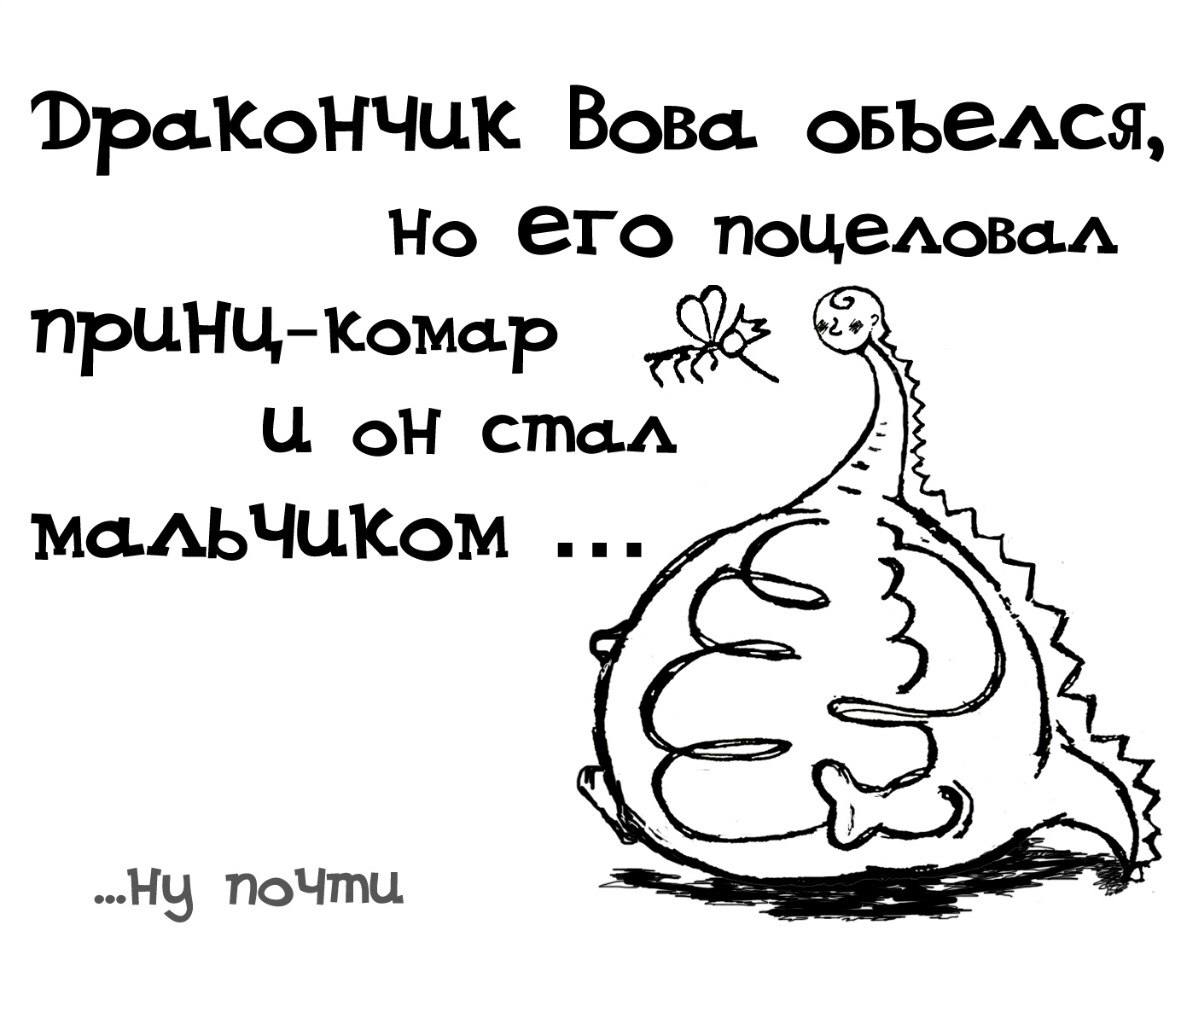 Дракончик Вова обьелся,
но его поцеловал
принц-комар
и он стал
мальчиком ...
...ну почти